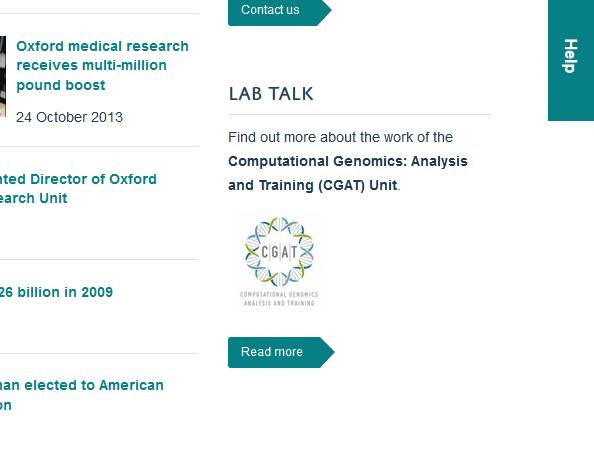 Oxford medical research
receives multi-million
pound boost
24 October 2013
nted Director of Oxford
earch Unit
26 billion in 2009
man elected to American
on
Contact us
LAB TALK
Find out more about the work of the
Computational Genomics: Analysis
and Training (CGAT) Unit.
C|G|A|T
COMPUTATIONAL GENOMICS
ANALYSIS AND TRAINING
Read more
Help